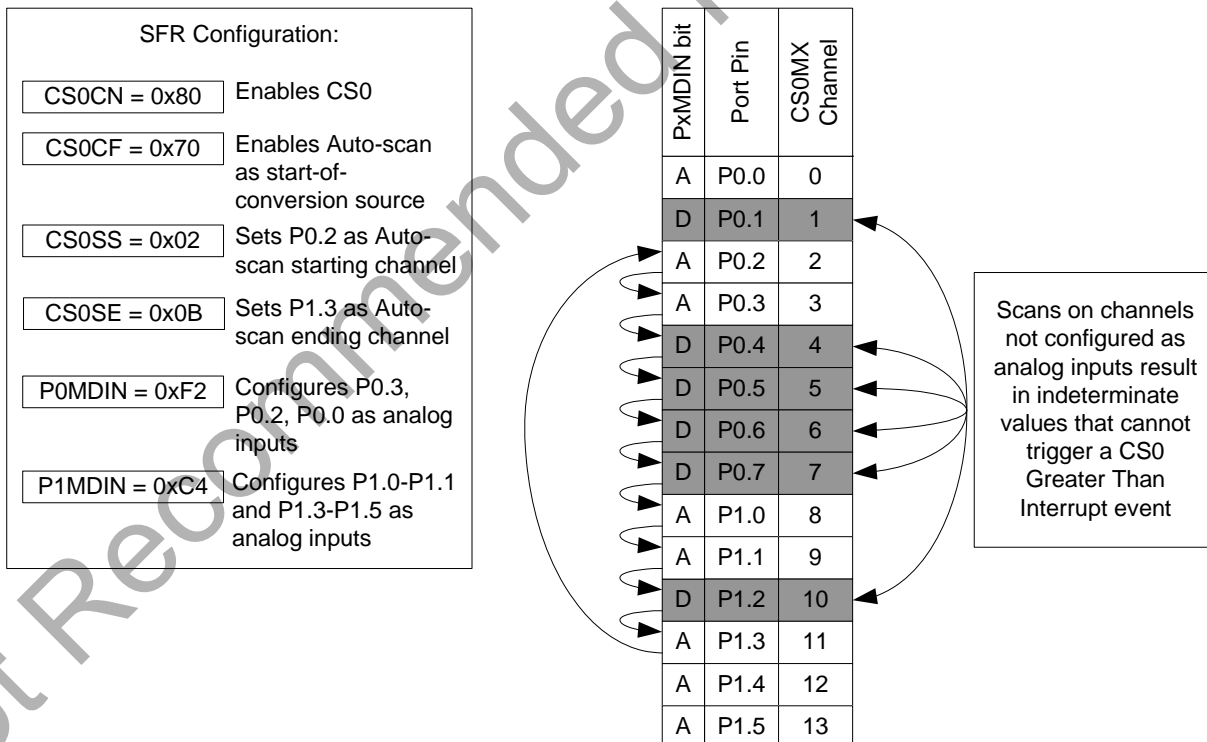 SFR Configuration:
CS0CN = 0x80
Enables CS0
CS0CF = 0x70
Enables Auto-scan
as start-of-
conversion source
CS0SS = 0x02
Sets P0.2 as Auto-
scan starting channel
CS0SE = 0x0B
Sets P1.3 as Auto-
scan ending channel
P0MDIN = 0xF2
Configures P0.3,
P0.2, P0.0 as analog
inputs
P1MDIN = 0xC4
Configures P1.0-P1.1
and P1.3-P1.5 as
analog inputs
PxMDIN bit
Port Pin
CS0MX
Channel
A P0.0 0
D P0.1 1
A P0.2 2
A P0.3 3
D P0.4 4
D P0.5 5
D P0.6 6
D P0.7 7
A P1.0 8
A P1.1 9
D P1.2 10
A P1.3 11
A P1.4 12
A P1.5 13
Scans on channels
not configured as
analog inputs result
in indeterminate
values that cannot
trigger a CS0
Greater Than
Interrupt event
Recommended